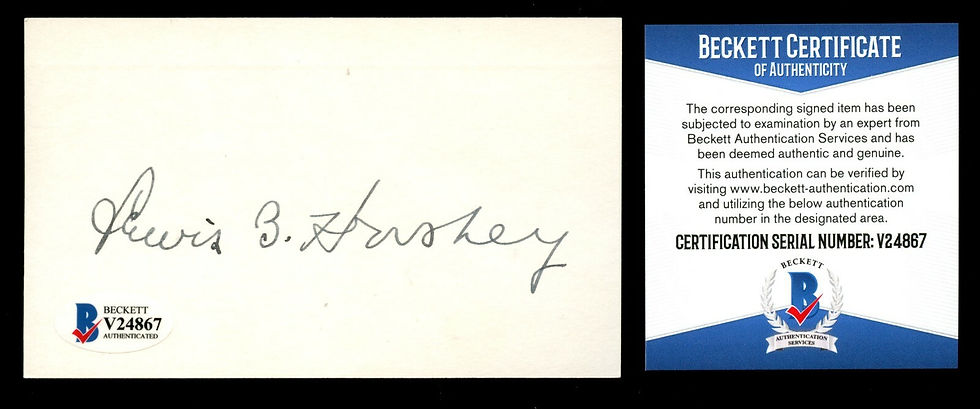 Lewis B. Hershey
BECKETT
V24867
AUTHENTICATED
BECKETT CERTIFICATE
OF AUTHENTICITY
The corresponding signed item has been
subjected to examination by an expert from
Beckett Authentication Services and has
been deemed authentic and genuine.
This authentication can be verified by
visiting www.beckett-authentication.com
and utilizing the below authentication
number in the designated area.
CERTIFICATION SERIAL NUMBER: V24867
BECKETT
B
AUTHENTICATION
SERVICES